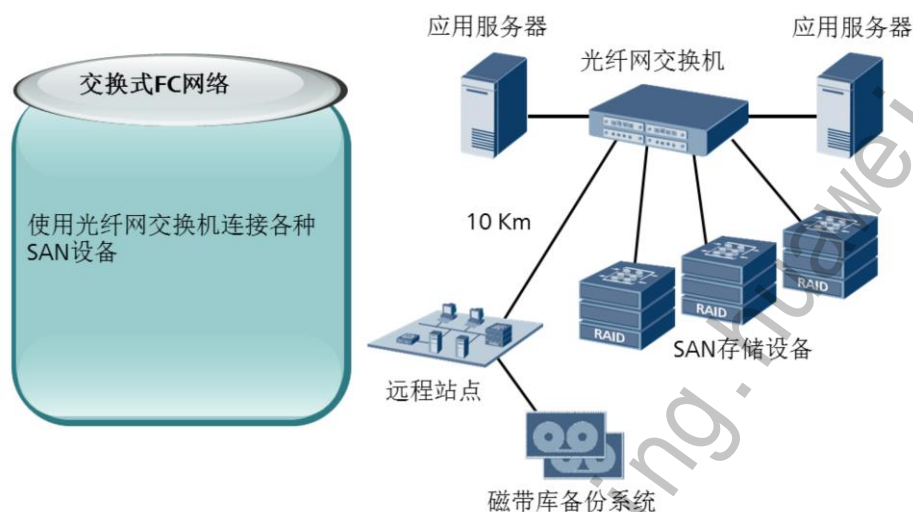 交换式FC网络
使用光纤网交换机连接各种
SAN设备
应用服务器
光纤网交换机
应用服务器
10 Km
RAID
RAID
RAID
SAN存储设备
远程站点
磁带库备份系统
ing.huawei